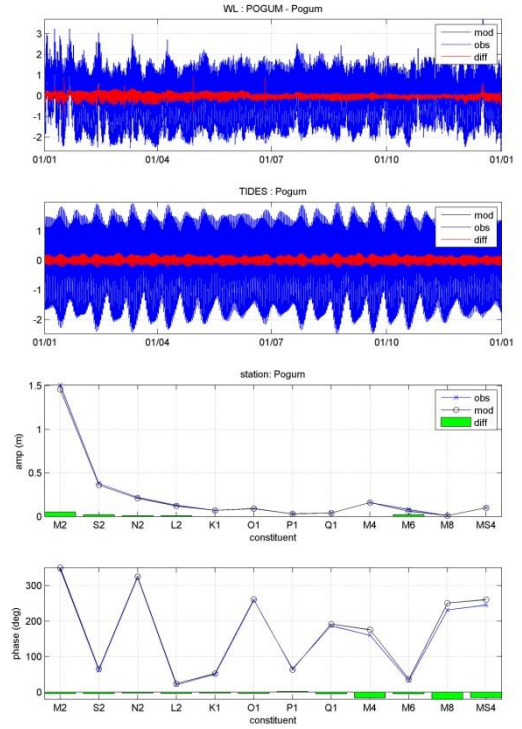 WL : POGUM - Pogum
mod
obs
diff
3
2
1
0
-1
-2
01/01 01/04 01/07 01/10 01/01
TIDES : Pogum
mod
obs
diff
1
0
-1
-2
01/01 01/04 01/07 01/10 01/01
station: Pogum
obs
mod
diff
1.5
1
0.5
0
amp (m)
M2 S2 N2 L2 K1 O1 P1 Q1 M4 M6 M8 MS4
constituent
300
200
100
0
phase (deg)
M2 S2 N2 L2 K1 O1 P1 Q1 M4 M6 M8 MS4
constituent